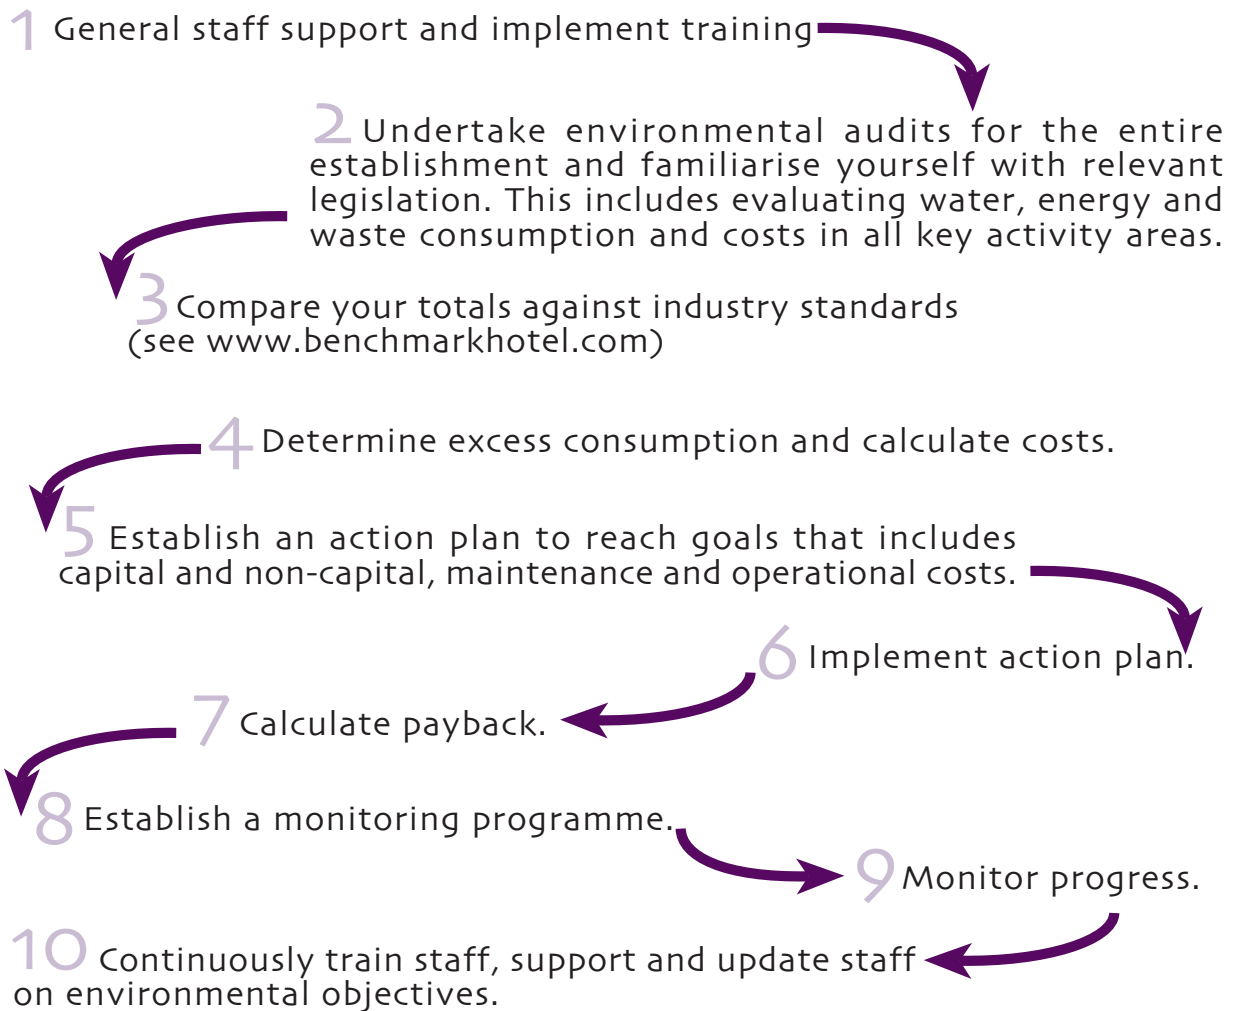 1 General staff support and implement training
2 Undertake environmental audits for the entire
establishment and familiarise yourself with relevant
legislation. This includes evaluating water, energy and
waste consumption and costs in all key activity areas.
3 Compare your totals against industry standards
(see www.benchmarkhotel.com)
4 Determine excess consumption and calculate costs.
5 Establish an action plan to reach goals that includes
capital and non-capital, maintenance and operational costs.
6 Implement action plan.
7 Calculate payback.
8 Establish a monitoring programme.
9 Monitor progress.
10 Continuously train staff, support and update staff
on environmental objectives.